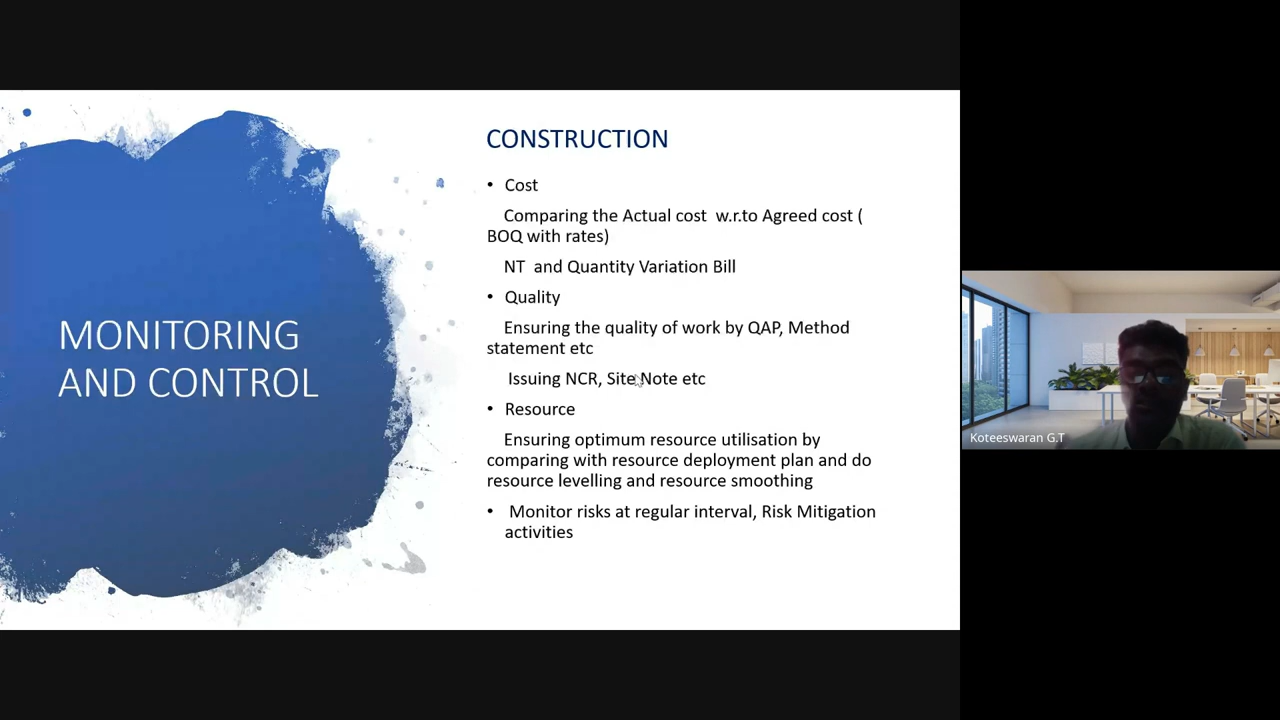 MONITORING
AND CONTROL
CONSTRUCTION
• Cost
Comparing the Actual cost w.r.to Agreed cost (
BOQ with rates)
NT and Quantity Variation Bill
• Quality
Ensuring the quality of work by QAP, Method
statement etc
Issuing NCR, Site Note etc
• Resource
Ensuring optimum resource utilisation by
comparing with resource deployment plan and do
resource levelling and resource smoothing
• Monitor risks at regular interval, Risk Mitigation
activities
Koteeswaran G.T